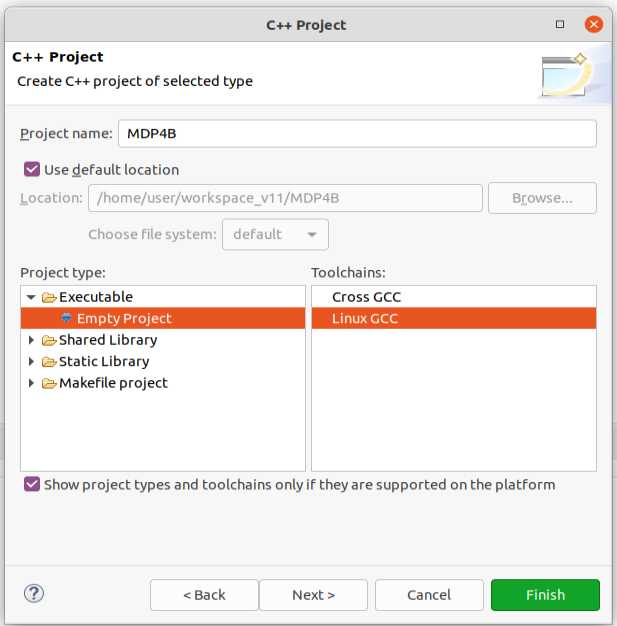 C++ Project
C++ Project
Create C++ project of selected type
Project name: MDP4B
Use default location
Location: /home/user/workspace_v11/MDP4B Browse...
Choose file system: default
Project type: Toolchains:
Executable Cross GCC
Empty Project Linux GCC
Shared Library
Static Library
Makefile project
Show project types and toolchains only if they are supported on the platform
? < Back Next > Cancel Finish